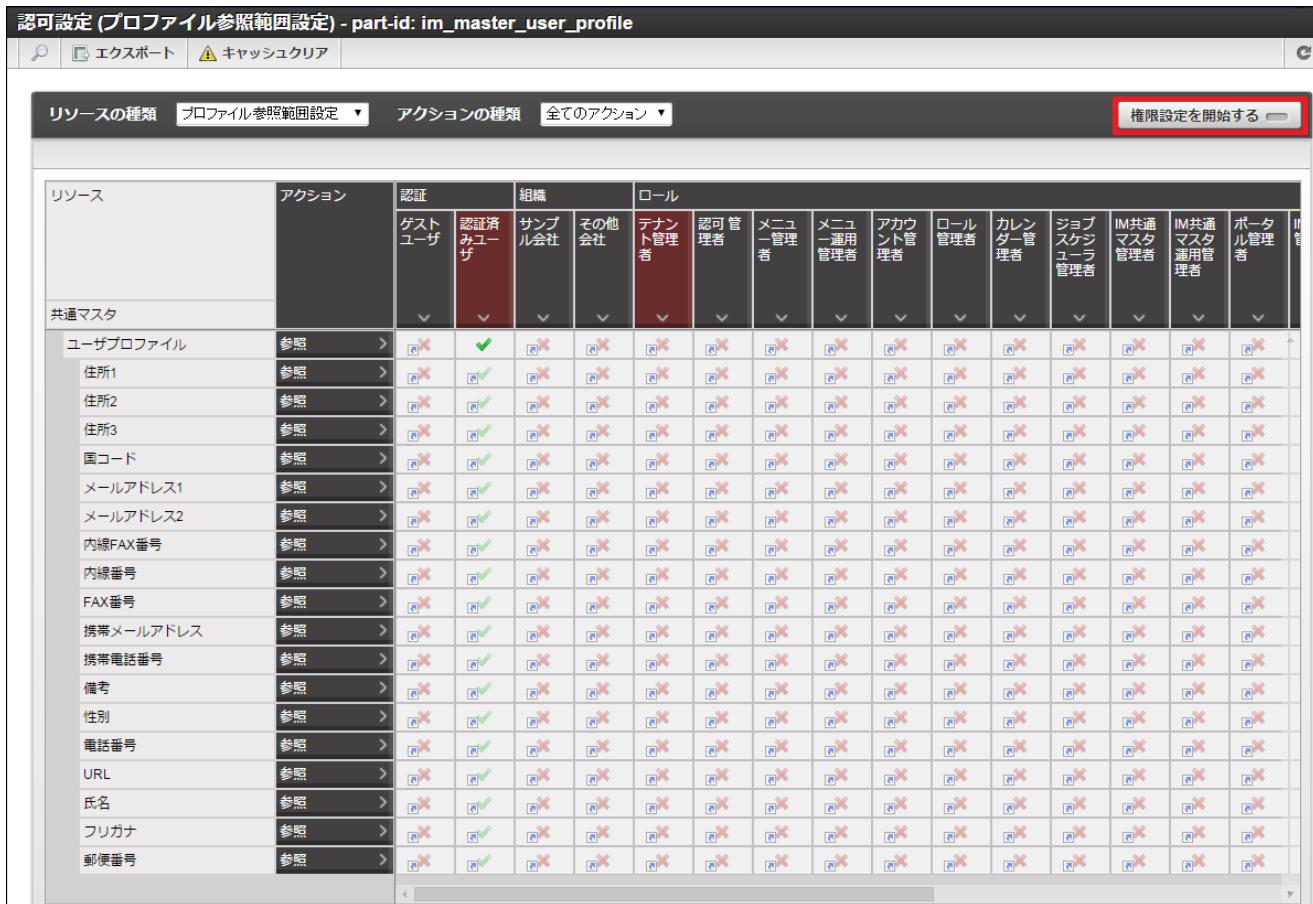 認可設定 (プロファイル参照範囲設定) - part-id: im_master_user_profile
エクスポート キャッシュクリア
リソースの種類 プロファイル参照範囲設定 アクションの種類 全てのアクション 権限設定を開始する
リソース アクション 認証 組織 ロール
ゲストユーザ 認証済みユーザ サンプル会社 その他会社 テナント管理者 認可 管理者 メニュー管理者 メニュー運用管理者 アカウント管理者 ロール管理者 カレンダー管理者 ジョブスケジューラ管理者 IM共通マスタ管理者 IM共通マスタ運用管理者 ポータル管理者
共通マスタ
ユーザプロファイル 参照
住所1 参照
住所2 参照
住所3 参照
国コード 参照
メールアドレス1 参照
メールアドレス2 参照
内線FAX番号 参照
内線番号 参照
FAX番号 参照
携帯メールアドレス 参照
携帯電話番号 参照
備考 参照
性別 参照
電話番号 参照
URL 参照
氏名 参照
フリガナ 参照
郵便番号 参照